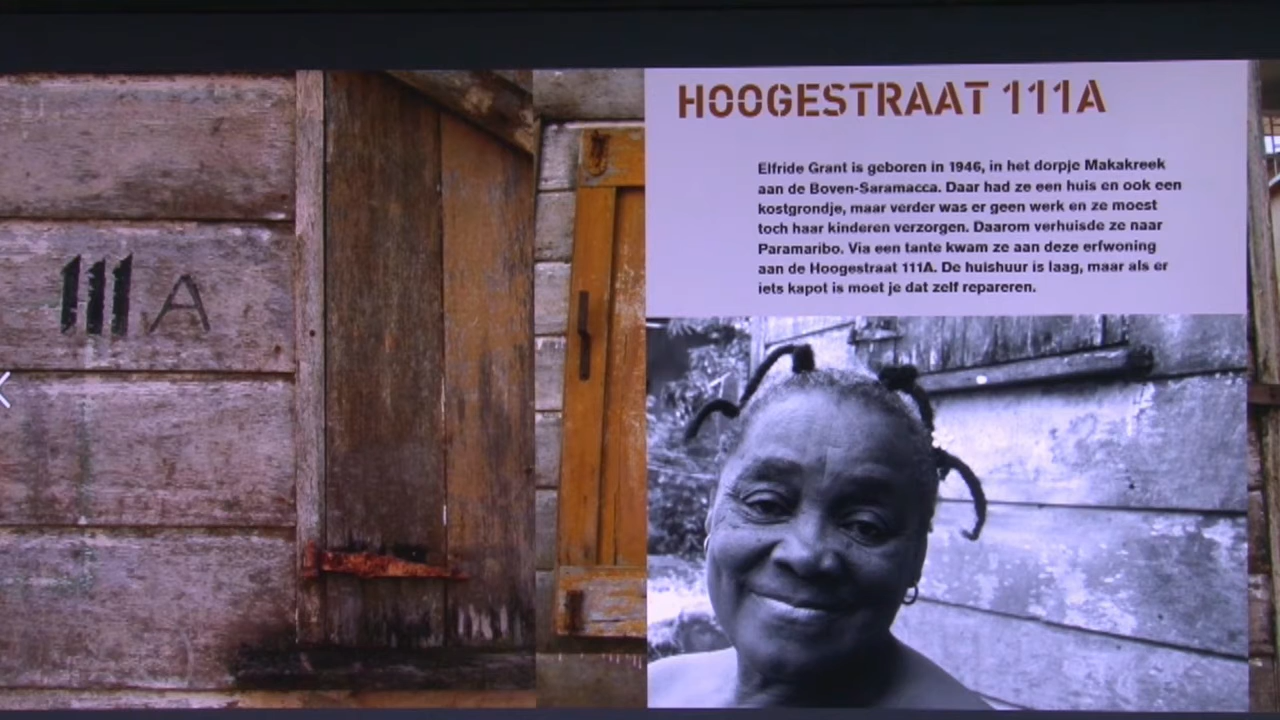 111A
HOOGESTRAAT 111A
Elfride Grant is geboren in 1946, in het dorpje Makakreek
aan de Boven-Saramacca. Daar had ze een huis en ook een
kostgrondje, maar verder was er geen werk en ze moest
toch haar kinderen verzorgen. Daarom verhuisde ze naar
Paramaribo. Via een tante kwam ze aan deze erfwoning
aan de Hoogestraat 111A. De huishuur is laag, maar als er
iets kapot is moet je dat zelf repareren.